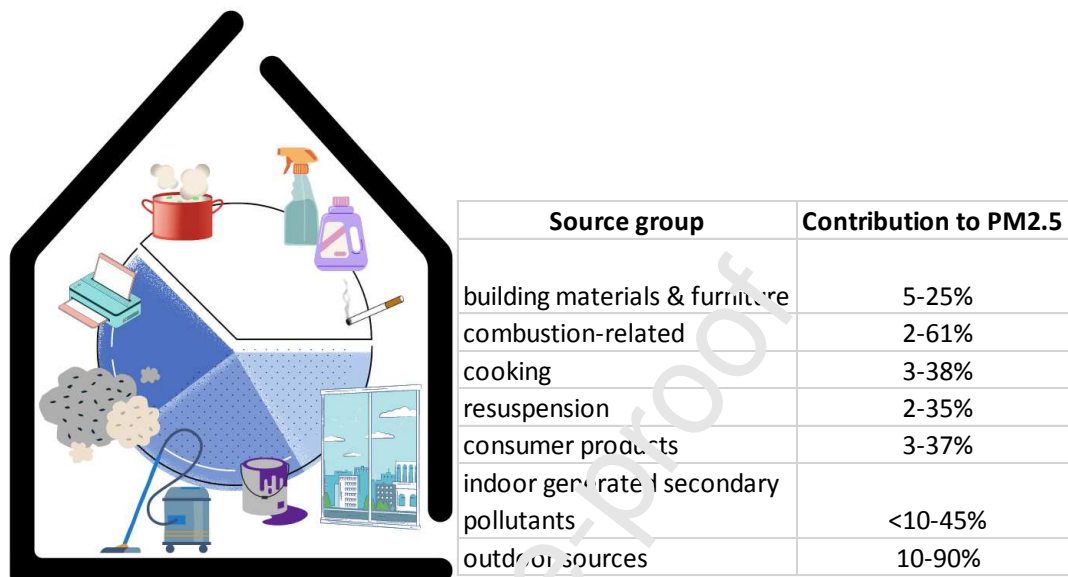 Source group Contribution to PM2.5
building materials & furniture 5-25%
combustion-related 2-61%
cooking 3-38%
resuspension 2-35%
consumer products 3-37%
indoor generated secondary
pollutants <10-45%
outdoor sources 10-90%
e-proof